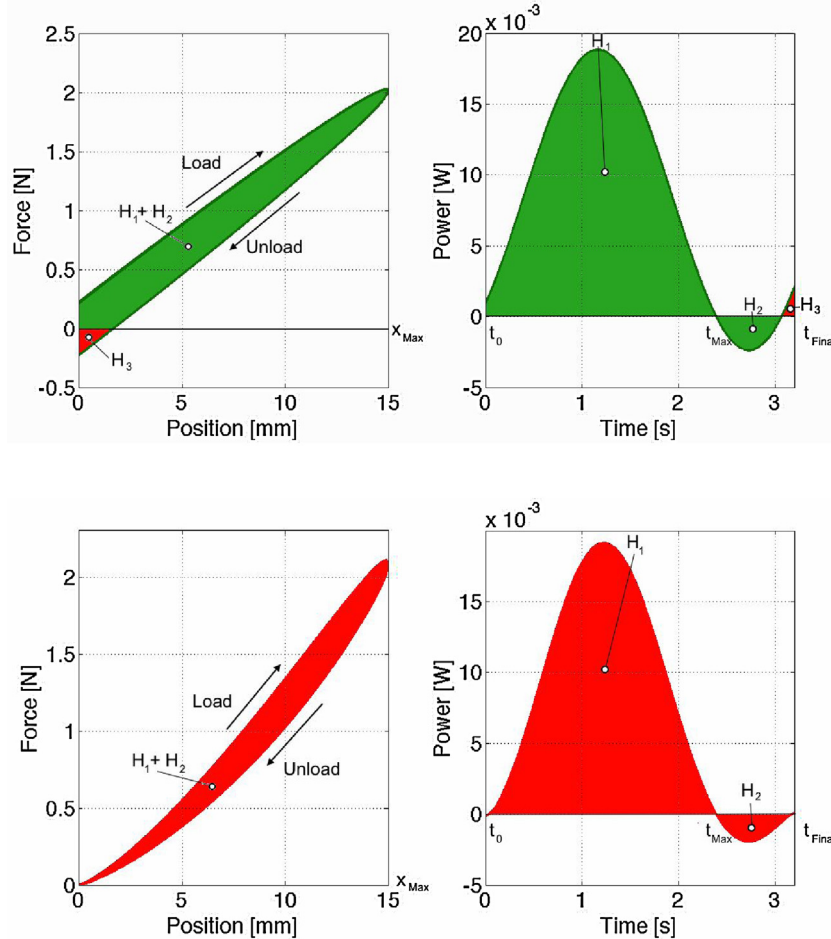 2.5
2
1.5
1
0.5
0
-0.5
Force [N]
Load
Unload
H1+ H2
H3
xMax
0 5 10 15
Position [mm]
x 10-3
20
15
10
5
0
-5
Power [W]
H1
H2
H3
t0
tMax
tFinal
0 1 2 3
Time [s]
2
1.5
1
0.5
0
Force [N]
Load
Unload
H1+ H2
xMax
0 5 10 15
Position [mm]
x 10-3
15
10
5
0
-5
Power [W]
H1
H2
t0
tMax
tFinal
0 1 2 3
Time [s]